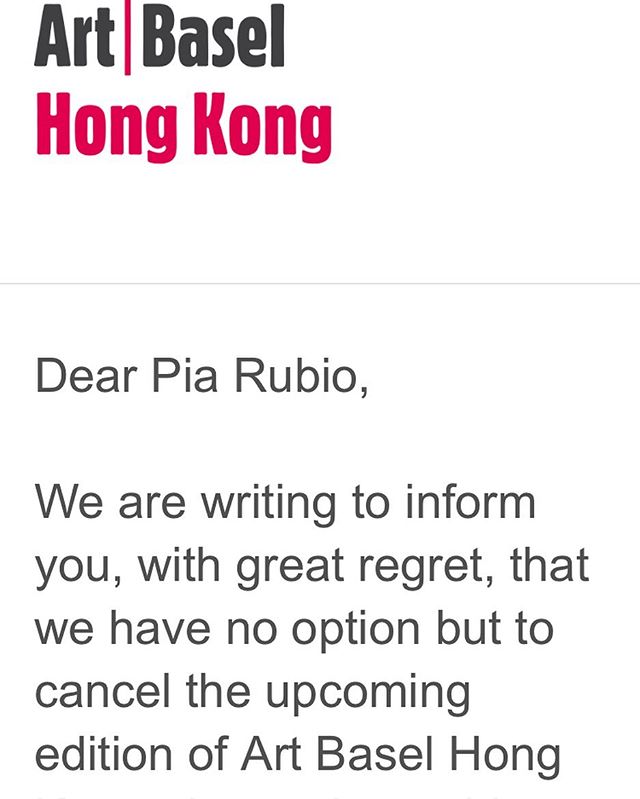 Art|Basel
Hong Kong
Dear Pia Rubio,
We are writing to inform
you, with great regret, that
we have no option but to
cancel the upcoming
edition of Art Basel Hong